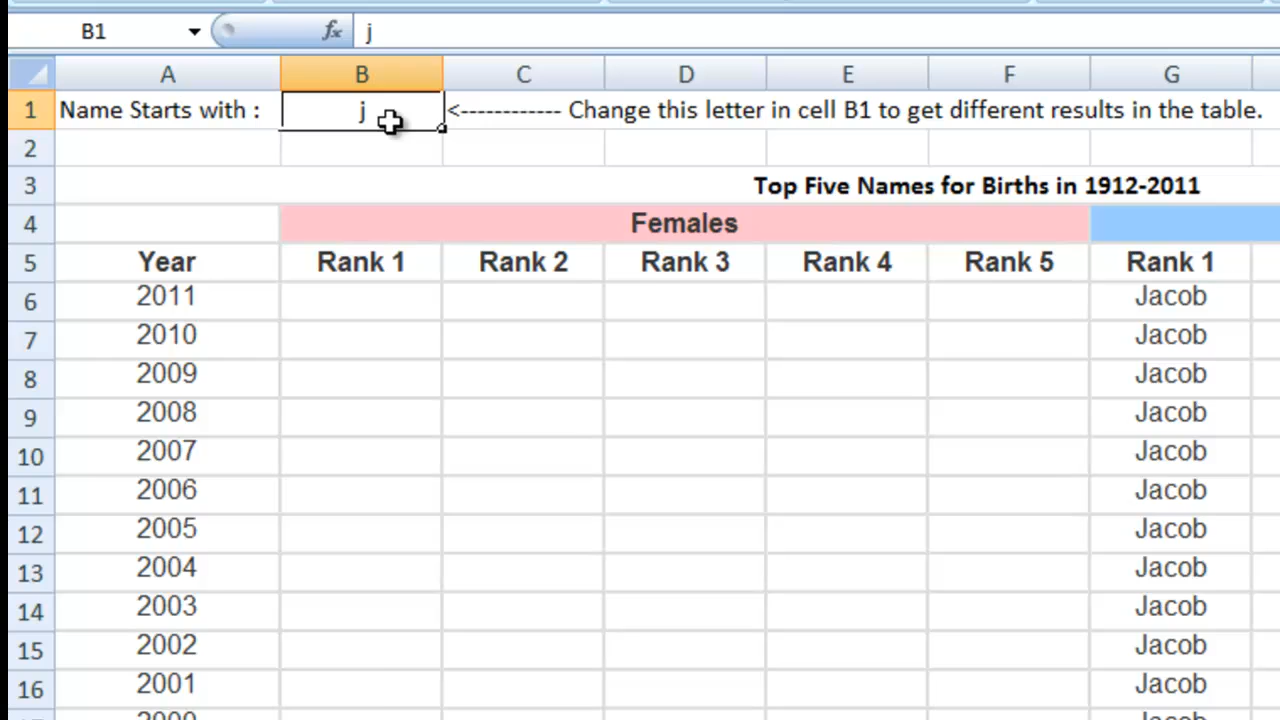 B1 fx j
A B C D E F G
1 Name Starts with : j <------------ Change this letter in cell B1 to get different results in the table.
2
3 Top Five Names for Births in 1912-2011
4 Females
5 Year Rank 1 Rank 2 Rank 3 Rank 4 Rank 5 Rank 1
6 2011 Jacob
7 2010 Jacob
8 2009 Jacob
9 2008 Jacob
10 2007 Jacob
11 2006 Jacob
12 2005 Jacob
13 2004 Jacob
14 2003 Jacob
15 2002 Jacob
16 2001 Jacob